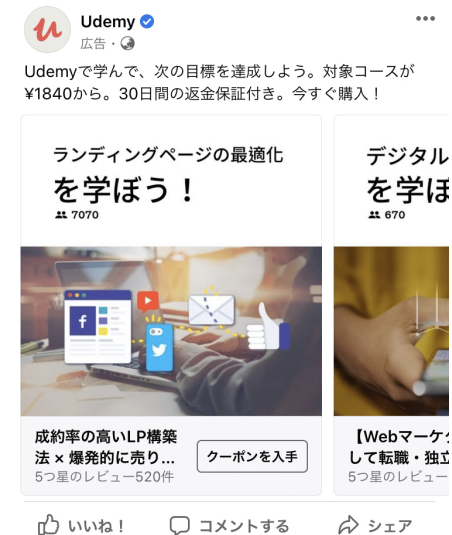 Udemy
広告
Udemyで学んで、次の目標を達成しよう。対象コースが
¥1840から。30日間の返金保証付き。今すぐ購入！
ランディングページの最適化
を学ぼう！
7070
成約率の高いLP構築
法 × 爆発的に売り...
5つ星のレビュー520件
クーポンを入手
デジタル
を学ぼ
670
【Webマーケ
して転職・独立
5つ星のレビュー
いいね！
コメントする
シェア